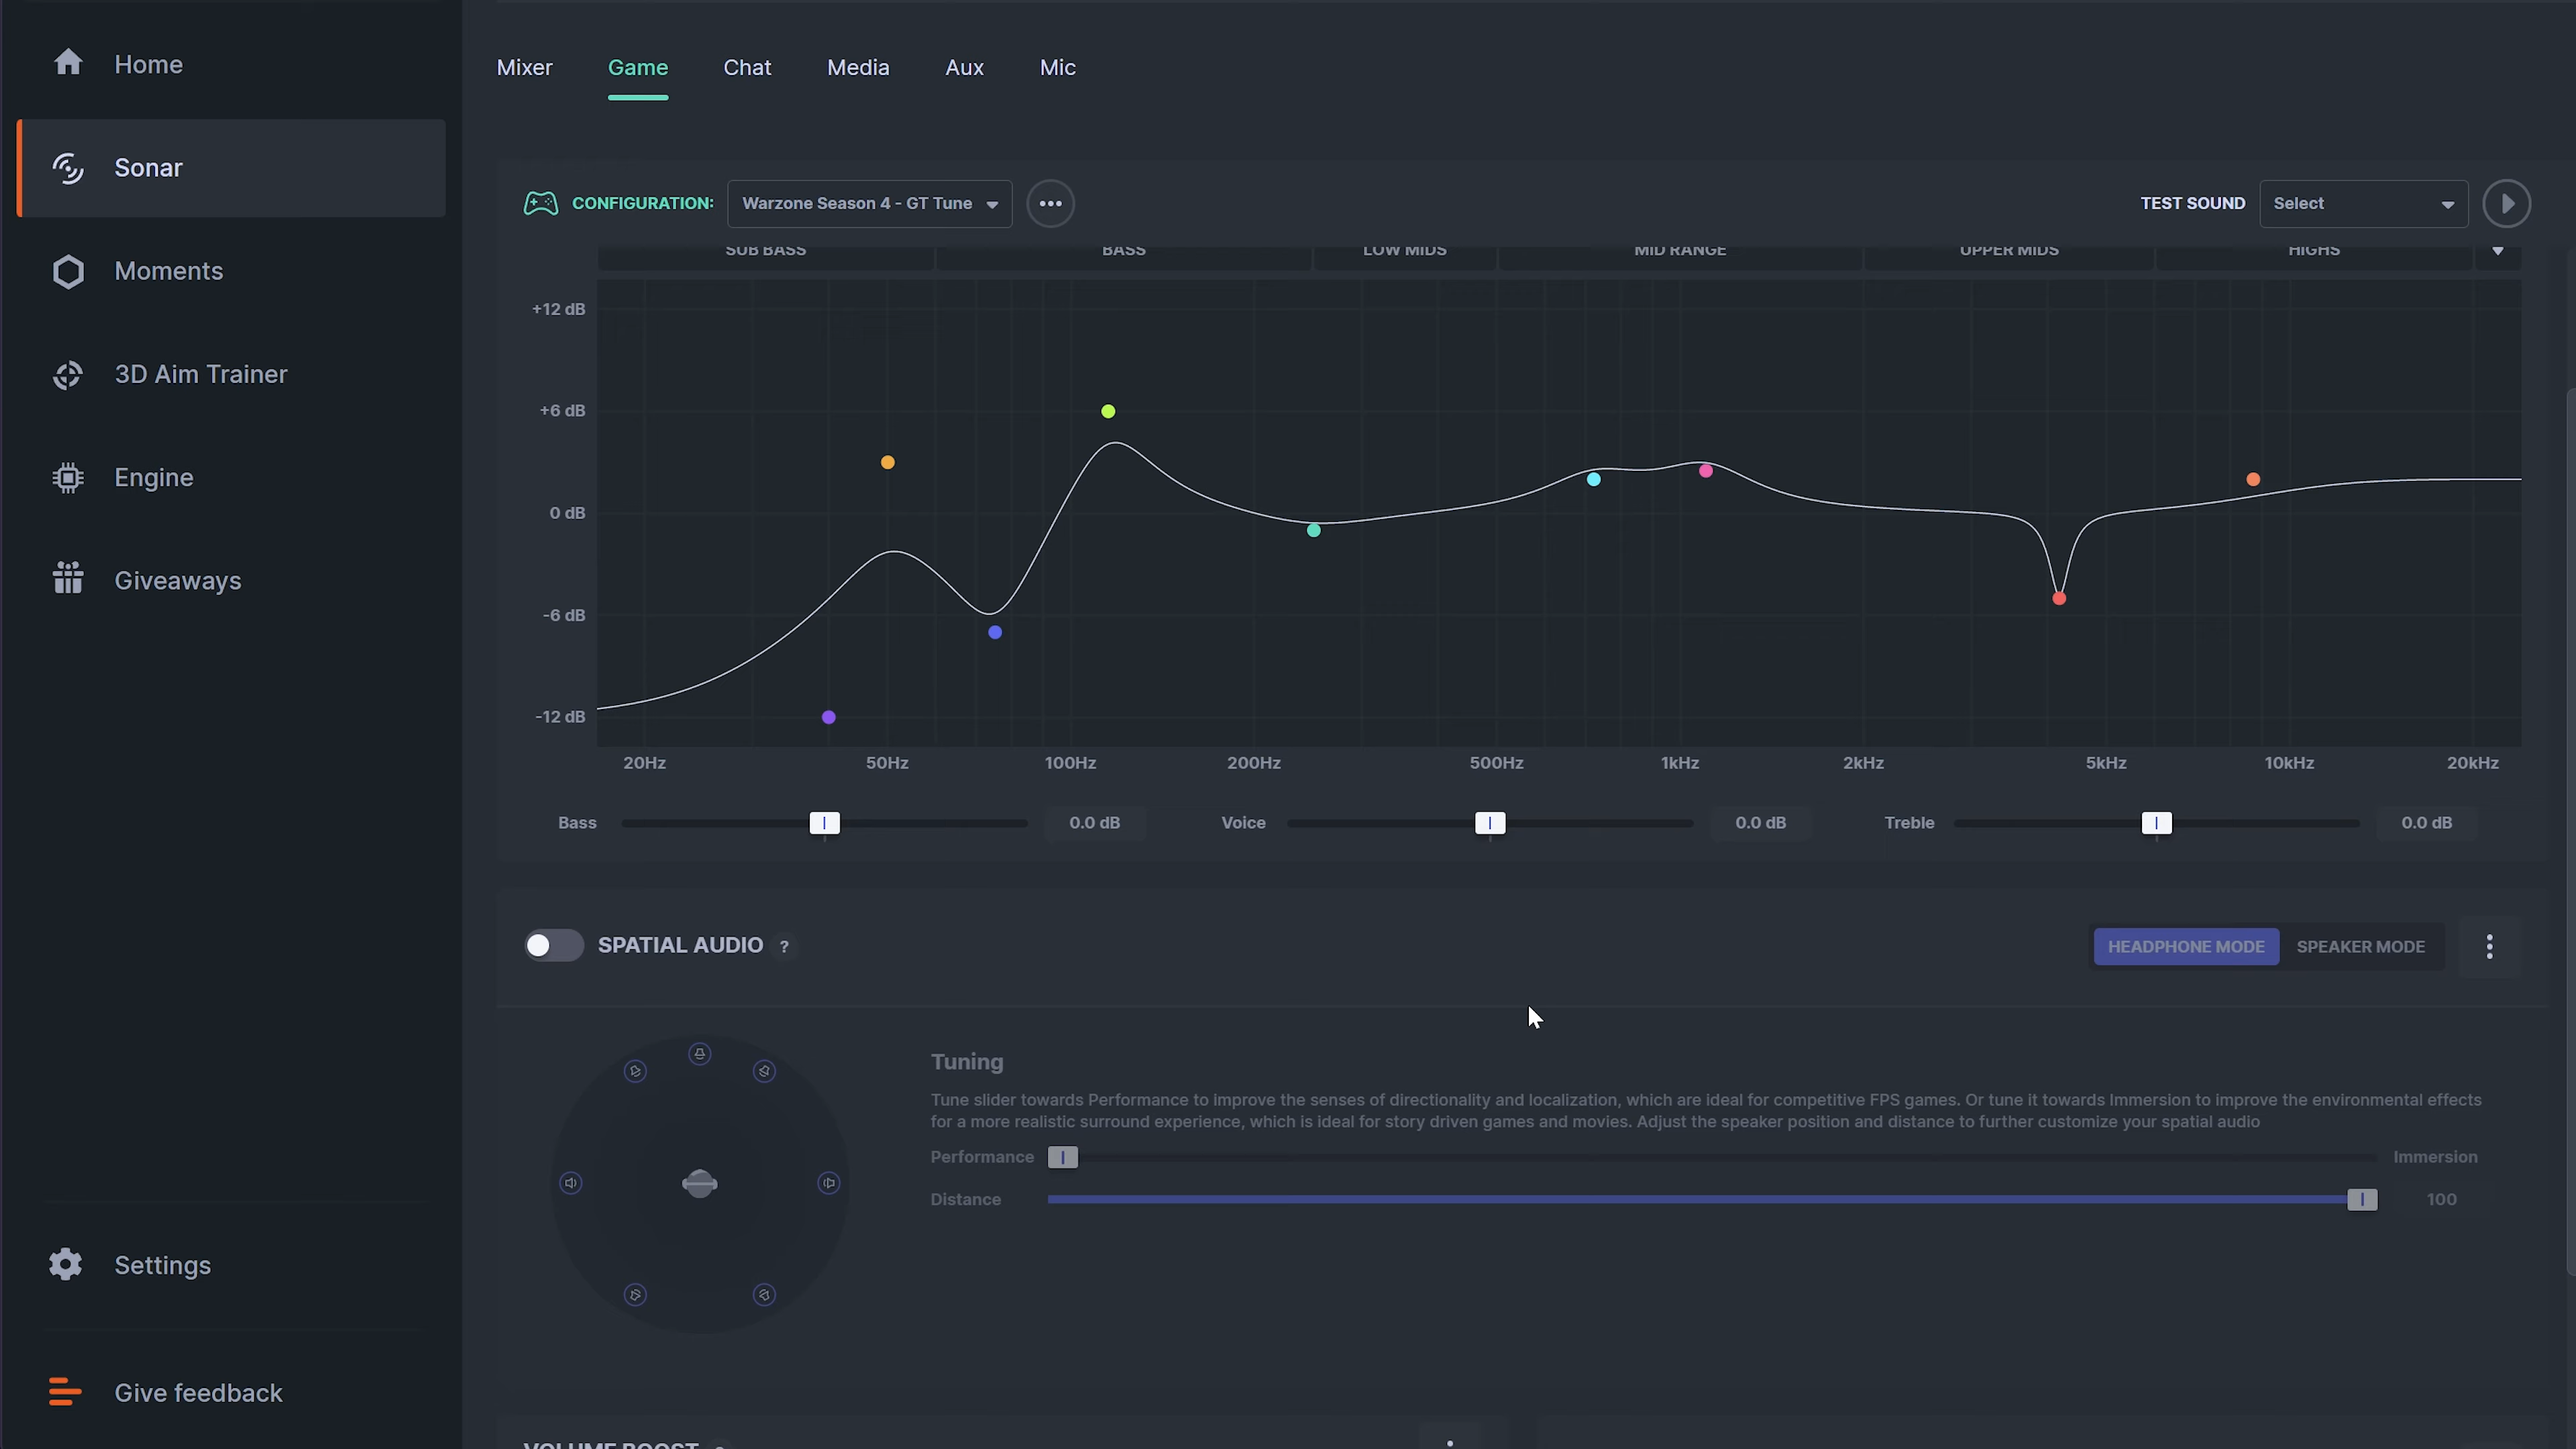 Home
Sonar
Moments
3D Aim Trainer
Engine
Giveaways
Settings
Give feedback
Mixer
Game
Chat
Media
Aux
Mic
CONFIGURATION:
Warzone Season 4 - GT Tune
TEST SOUND
Select
SUB BASS
BASS
LOW MIDS
MID RANGE
UPPER MIDS
HIGHS
+12 dB
+6 dB
0 dB
-6 dB
-12 dB
20Hz
50Hz
100Hz
200Hz
500Hz
1kHz
2kHz
5kHz
10kHz
20kHz
Bass
0.0 dB
Voice
0.0 dB
Treble
0.0 dB
SPATIAL AUDIO ?
HEADPHONE MODE
SPEAKER MODE
Tuning
Tune slider towards Performance to improve the senses of directionality and localization, which are ideal for competitive FPS games. Or tune it towards Immersion to improve the environmental effects
for a more realistic surround experience, which is ideal for story driven games and movies. Adjust the speaker position and distance to further customize your spatial audio
Performance
Immersion
Distance
100
VOLUME BOOST